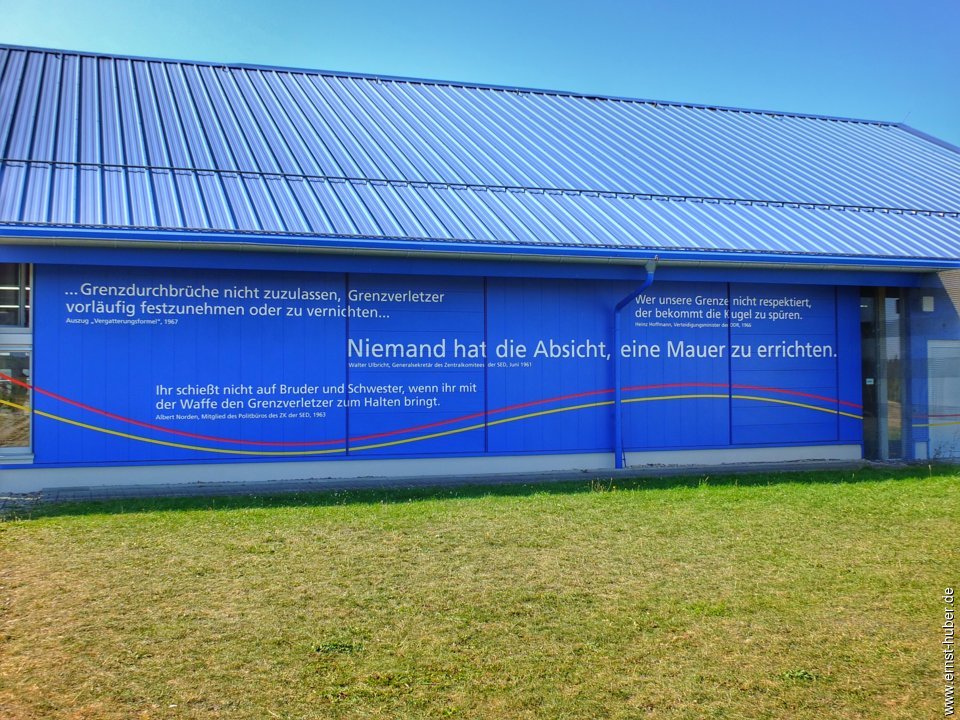 ...Grenzdurchbrüche nicht zuzulassen, Grenzverletzer
vorläufig festzunehmen oder zu vernichten...
Auszug „Vergatterungsformel", 1967
Wer unsere Grenze nicht respektiert,
der bekommt die Kugel zu spüren.
Heinz Hoffmann, Verteidigungsminister der DDR, 1966
Niemand hat die Absicht, eine Mauer zu errichten.
Walter Ulbricht, Generalsekretär des Zentralkomitees der SED, Juni 1961
Ihr schießt nicht auf Bruder und Schwester, wenn ihr mit
der Waffe den Grenzverletzer zum Halten bringt.
Albert Norden, Mitglied des Politbüros des ZK der SED, 1963
www.ernst-huber.de